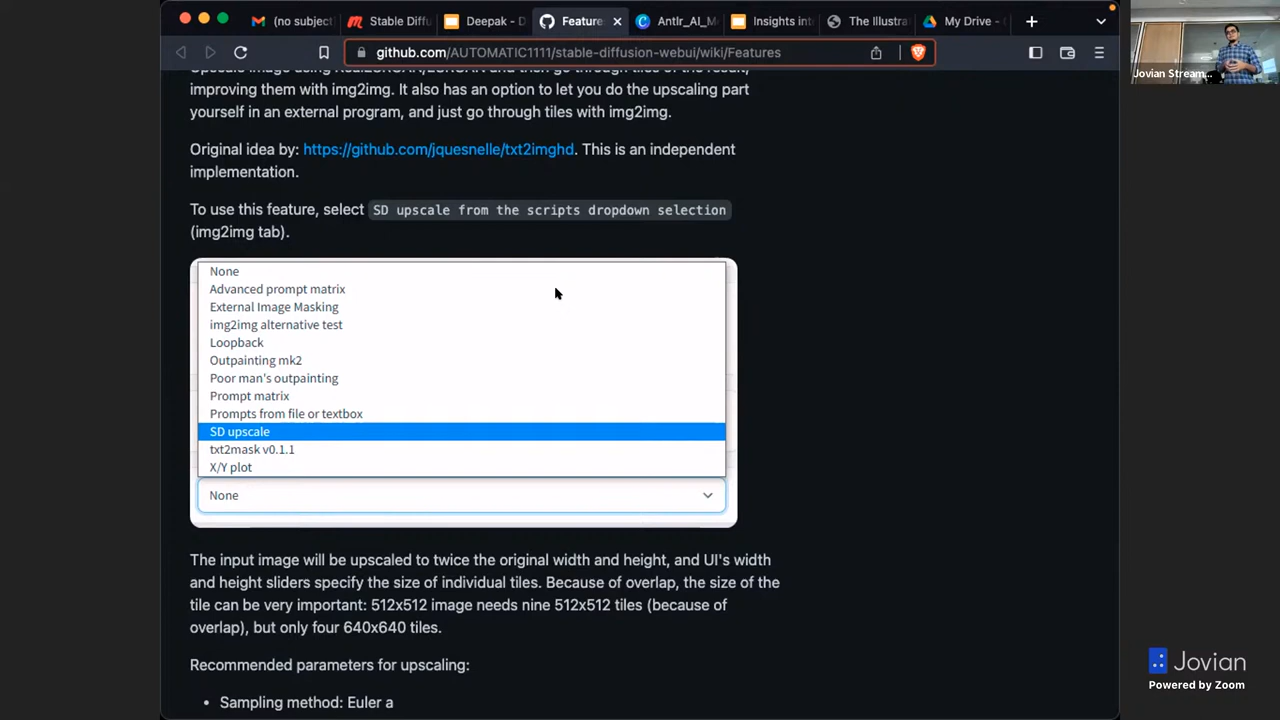 (no subject
Stable Diffu
Deepak - D
Feature
Antlr_AI_M
Insights int
The Illustra
My Drive -
github.com/AUTOMATIC1111/stable-diffusion-webui/wiki/Features
improving them with img2img. It also has an option to let you do the upscaling part
yourself in an external program, and just go through tiles with img2img.
Original idea by: https://github.com/jquesnelle/txt2imghd. This is an independent
implementation.
To use this feature, select SD upscale from the scripts dropdown selection
(img2img tab).
None
Advanced prompt matrix
External Image Masking
img2img alternative test
Loopback
Outpainting mk2
Poor man's outpainting
Prompt matrix
Prompts from file or textbox
SD upscale
txt2mask v0.1.1
X/Y plot
None
The input image will be upscaled to twice the original width and height, and UI's width
and height sliders specify the size of individual tiles. Because of overlap, the size of the
tile can be very important: 512x512 image needs nine 512x512 tiles (because of
overlap), but only four 640x640 tiles.
Recommended parameters for upscaling:
• Sampling method: Euler a
Jovian Stream...
Jovian
Powered by Zoom